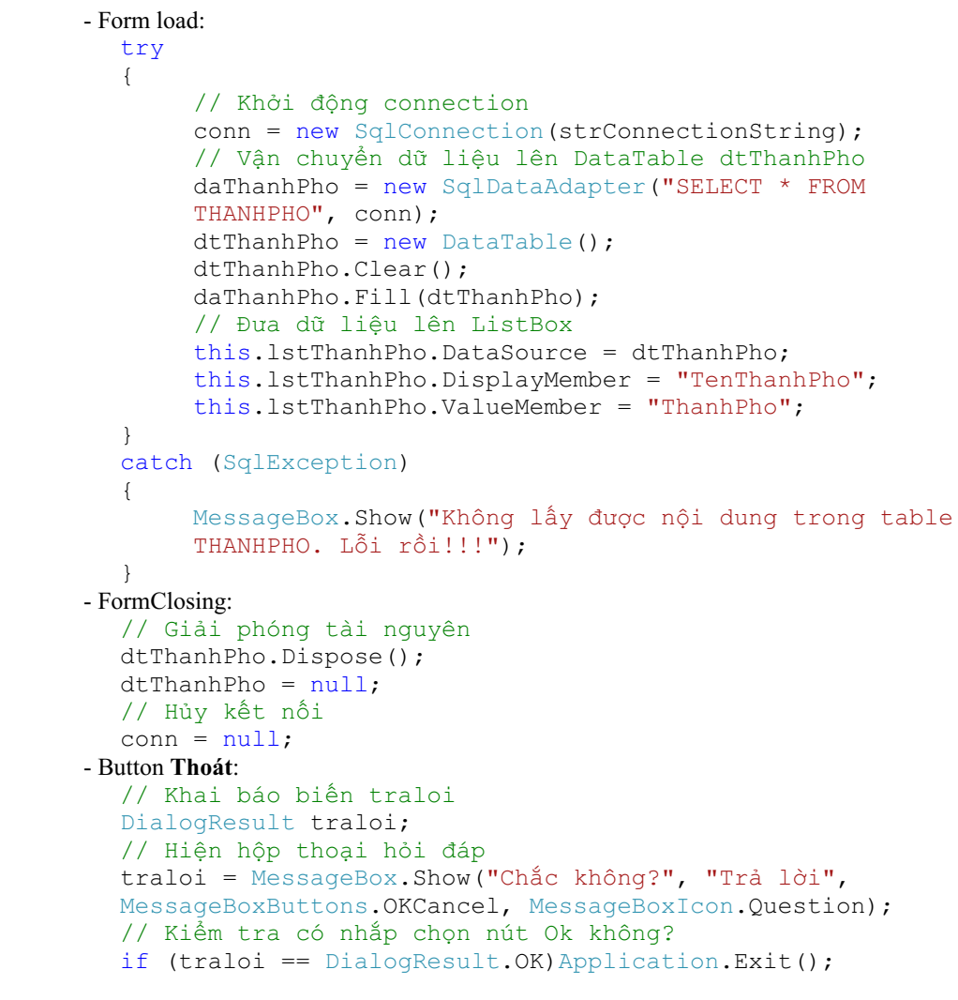 - Form load:
try
{
// Khởi động connection
conn = new SqlConnection(strConnectionString);
// Vận chuyển dữ liệu lên DataTable dtThanhPho
daThanhPho = new SqlDataAdapter("SELECT * FROM
THANHPHO", conn);
dtThanhPho = new DataTable();
dtThanhPho.Clear();
daThanhPho.Fill(dtThanhPho);
// Đưa dữ liệu lên ListBox
this.lstThanhPho.DataSource = dtThanhPho;
this.lstThanhPho.DisplayMember = "TenThanhPho";
this.lstThanhPho.ValueMember = "ThanhPho";
}
catch (SqlException)
{
MessageBox.Show("Không lấy được nội dung trong table
THANHPHO. Lỗi rồi!!!");
}
- FormClosing:
// Giải phóng tài nguyên
dtThanhPho.Dispose();
dtThanhPho = null;
// Hủy kết nối
conn = null;
- Button Thoát:
// Khai báo biến traloi
DialogResult traloi;
// Hiện hộp thoại hỏi đáp
traloi = MessageBox.Show("Chắc không?", "Trả lời",
MessageBoxButtons.OKCancel, MessageBoxIcon.Question);
// Kiểm tra có nhắp chọn nút Ok không?
if (traloi == DialogResult.OK)Application.Exit();